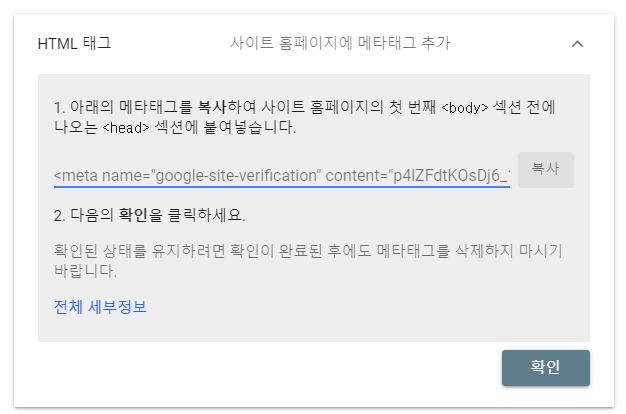 HTML 태그 사이트 홈페이지에 메타태그 추가
1. 아래의 메타태그를 복사하여 사이트 홈페이지의 첫 번째 <body> 섹션 전에
나오는 <head> 섹션에 붙여넣습니다.
<meta name="google-site-verification" content="p4lZFdtKOsDj6_
복사
2. 다음의 확인을 클릭하세요.
확인된 상태를 유지하려면 확인이 완료된 후에도 메타태그를 삭제하지 마시기
바랍니다.
전체 세부정보
확인